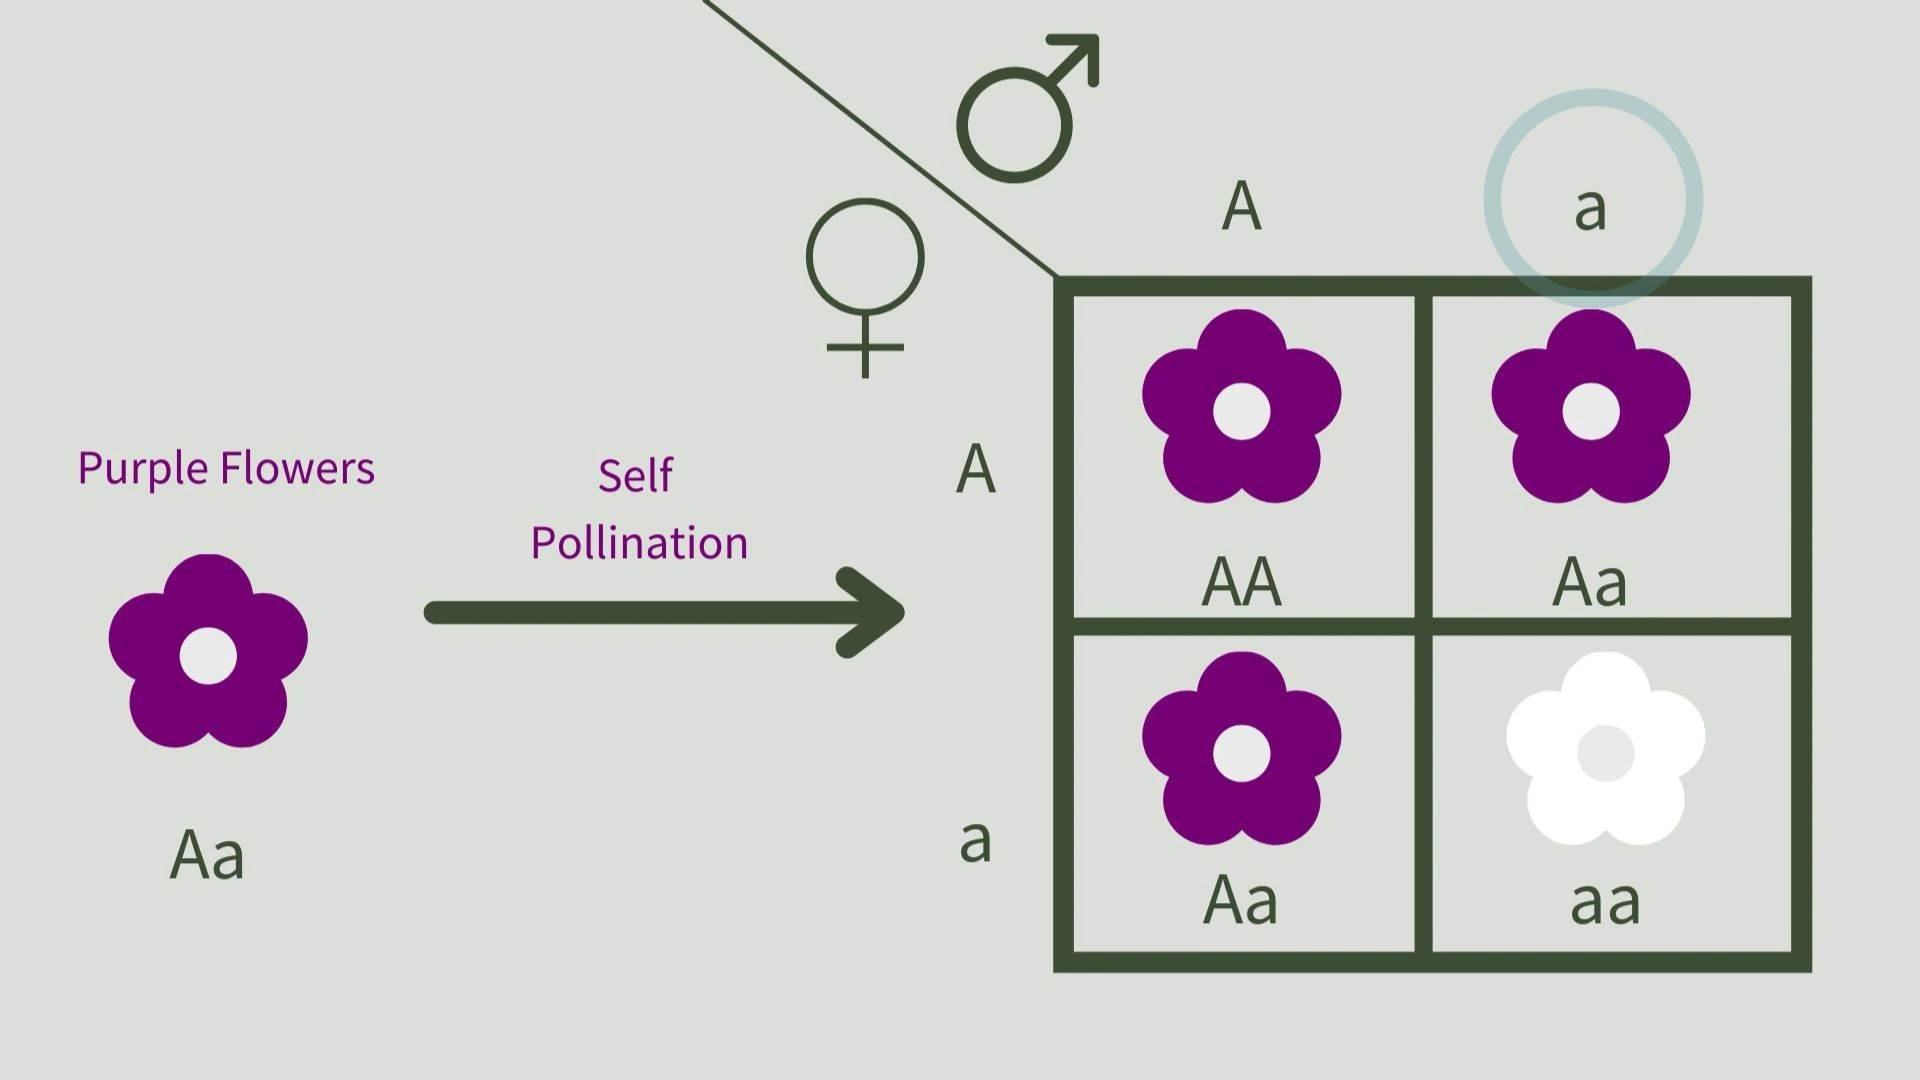 Purple Flowers
Aa
Self
Pollination
A a
A
a
AA Aa
Aa aa